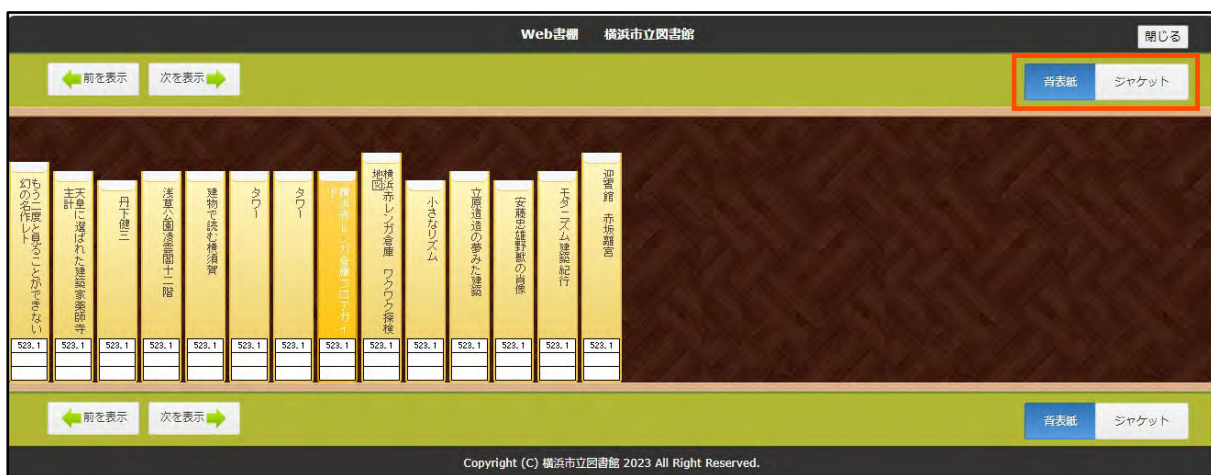 Web書棚 横浜市立図書館
閉じる
前を表示 次を表示
背表紙 ジャケット
もう二度と見ることができない
幻の名作レト
天皇に選ばれた建築家薬師寺
主計
丹下健三
浅草公園凌雲閣十二階
建物で読む横須賀
タワー
タワー
横浜赤レンガ倉庫フロアガイ
ド
横浜赤レンガ倉庫 ワクワク探検
地図
小さなリズム
立原道造の夢みた建築
安藤忠雄野獣の肖像
モダニズム建築紀行
迎賓館 赤坂離宮
523.1 523.1 523.1 523.1 523.1 523.1 523.1 523.1 523.1 523.1 523.1 523.1 523.1 523.1
前を表示 次を表示
背表紙 ジャケット
Copyright (C) 横浜市立図書館 2023 All Right Reserved.